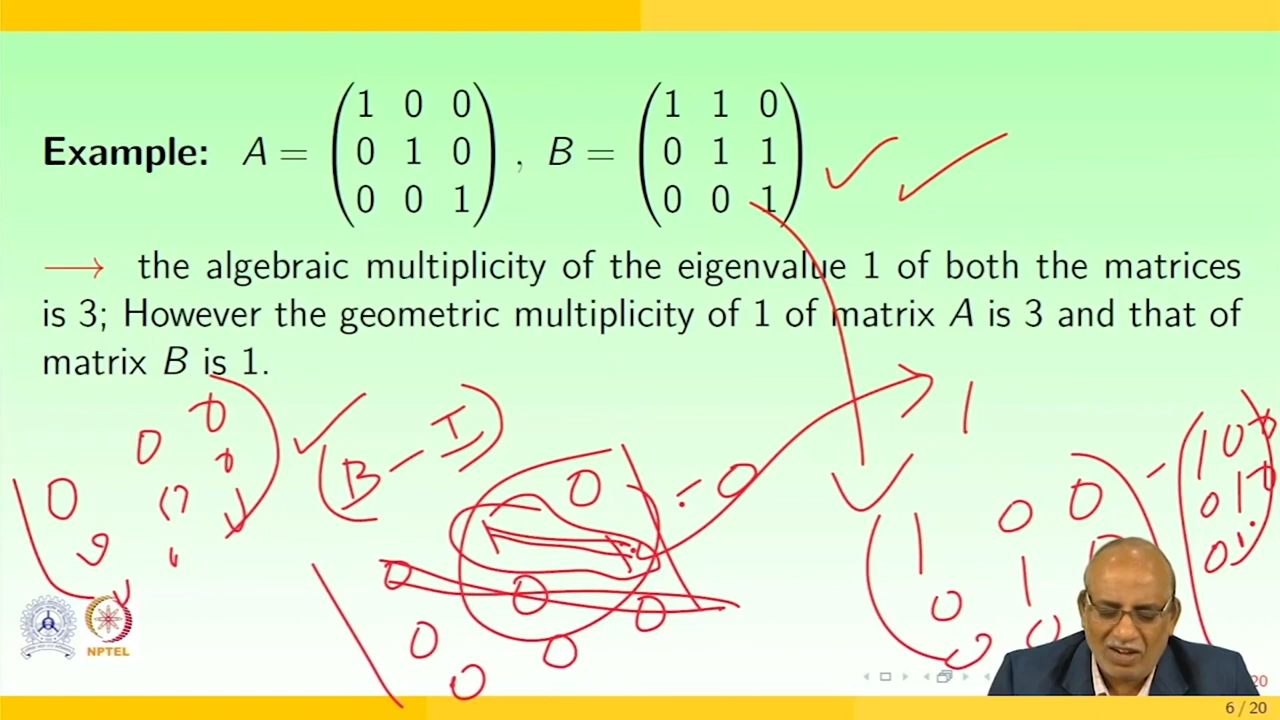 Example: A = (1 0 0
0 1 0
0 0 1), B = (1 1 0
0 1 1
0 0 1)
⟶ the algebraic multiplicity of the eigenvalue 1 of both the matrices
is 3; However the geometric multiplicity of 1 of matrix A is 3 and that of
matrix B is 1.
(B – I)
1
NPTEL
6 / 20